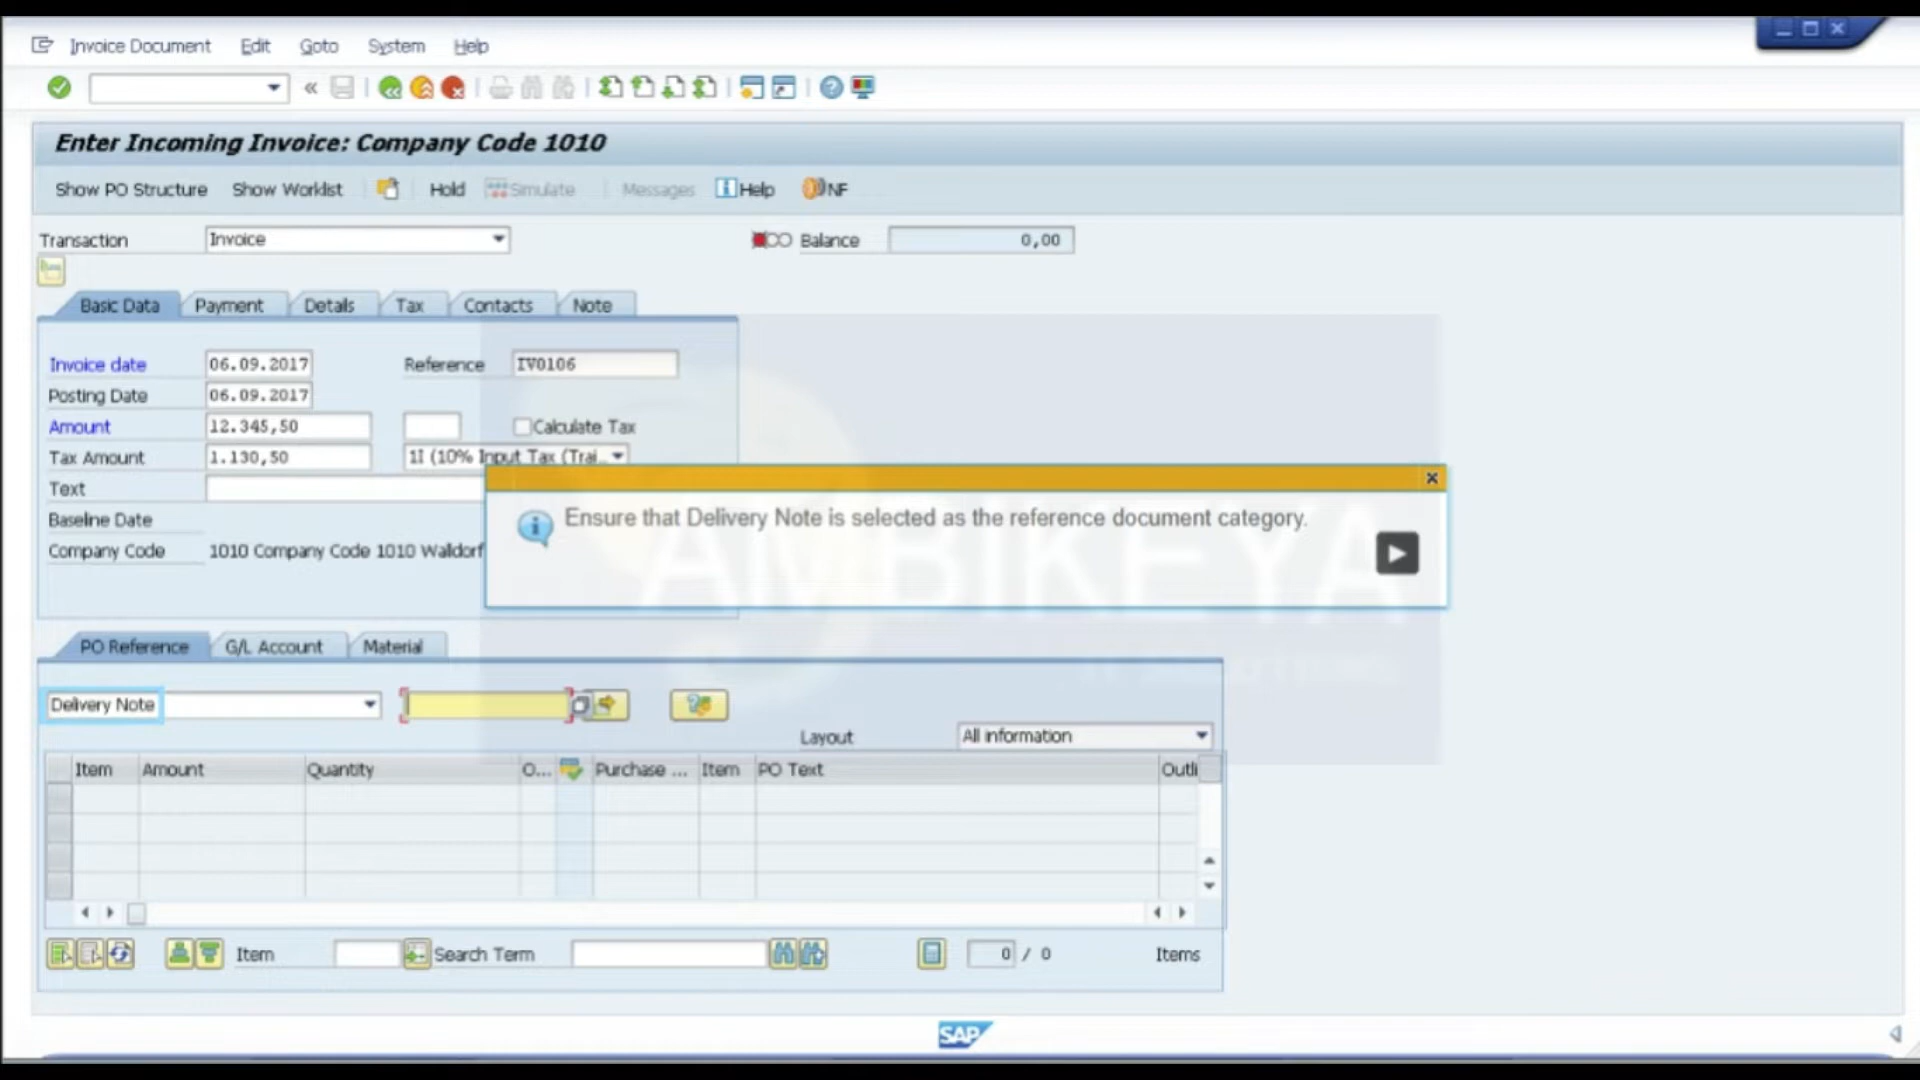 Invoice Document Edit Goto System Help
Enter Incoming Invoice: Company Code 1010
Show PO Structure Show Worklist Hold Simulate Messages Help NF
Transaction Invoice Balance 0,00
Basic Data Payment Details Tax Contacts Note
Invoice date 06.09.2017 Reference IV0106
Posting Date 06.09.2017
Amount 12.345,50 Calculate Tax
Tax Amount 1.130,50 1I (10% Input Tax (Trai...
Text
Ensure that Delivery Note is selected as the reference document category.
Baseline Date
Company Code 1010 Company Code 1010 Walldorf
AMBIKEYA
PO Reference G/L Account Material
Delivery Note
Layout All information
Item Amount Quantity O... Purchase ... Item PO Text Outli
Item Search Term 0 / 0 Items
SAP